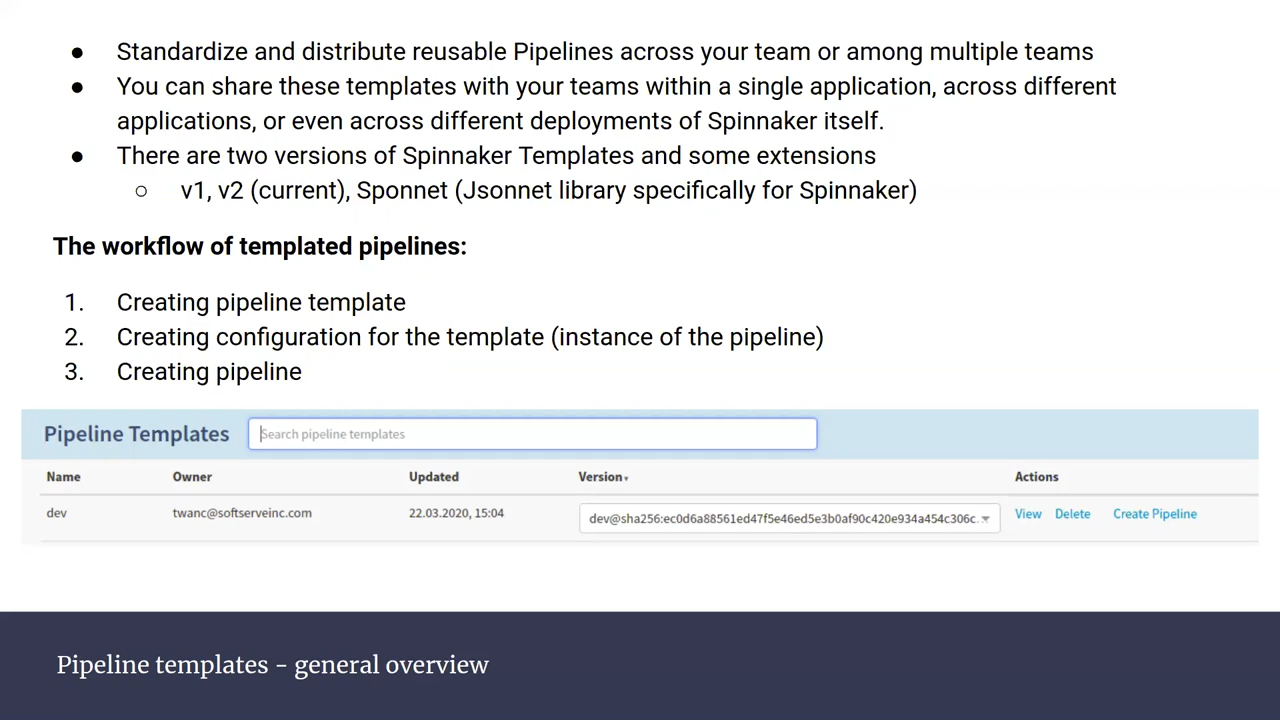 ● Standardize and distribute reusable Pipelines across your team or among multiple teams
● You can share these templates with your teams within a single application, across different
applications, or even across different deployments of Spinnaker itself.
● There are two versions of Spinnaker Templates and some extensions
○ v1, v2 (current), Sponnet (Jsonnet library specifically for Spinnaker)
The workflow of templated pipelines:
1. Creating pipeline template
2. Creating configuration for the template (instance of the pipeline)
3. Creating pipeline
Pipeline Templates Search pipeline templates
Name Owner Updated Version Actions
dev twanc@softserveinc.com 22.03.2020, 15:04 dev@sha256:ec0d6a88561ed47f5e46ed5e3b0af90c420e934a454c306c... View Delete Create Pipeline
Pipeline templates - general overview